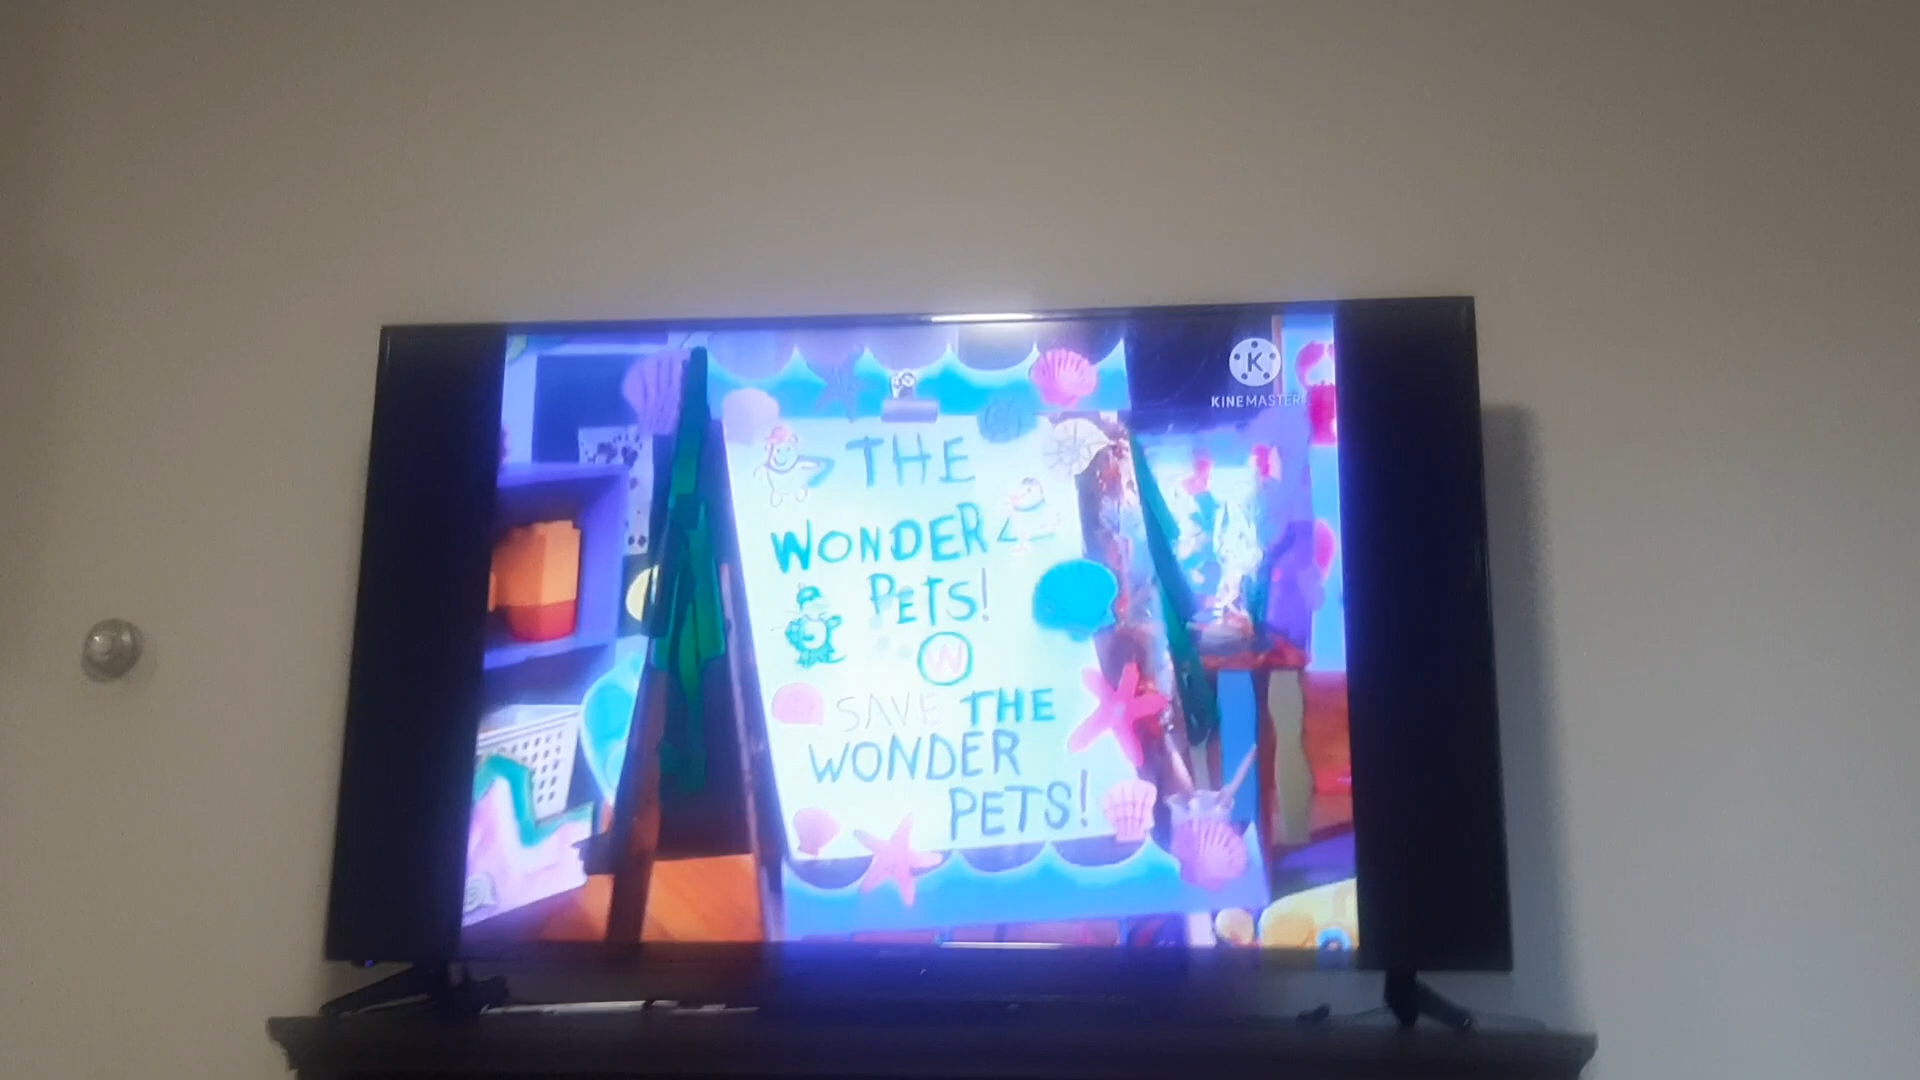 THE
WONDER
PETS!
W
SAVE THE
WONDER
PETS!
K
KINEMASTER